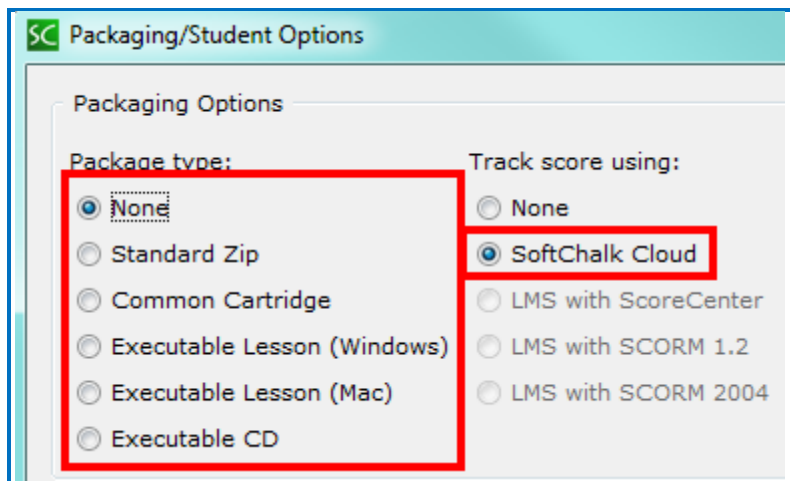 SC Packaging/Student Options
Packaging Options
Package type:
None
Standard Zip
Common Cartridge
Executable Lesson (Windows)
Executable Lesson (Mac)
Executable CD
Track score using:
None
SoftChalk Cloud
LMS with ScoreCenter
LMS with SCORM 1.2
LMS with SCORM 2004